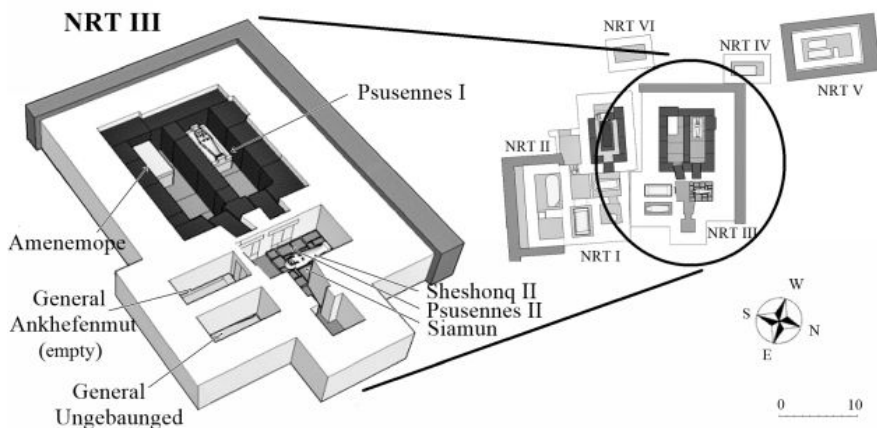 NRT III
Psusennes I
Amenemope
General
Ankhefenmut
(empty)
General
Ungebaunged
Sheshonq II
Psusennes II
Siamun
NRT VI
NRT IV
NRT V
NRT II
NRT I
NRT III
W
S
N
E
0 10